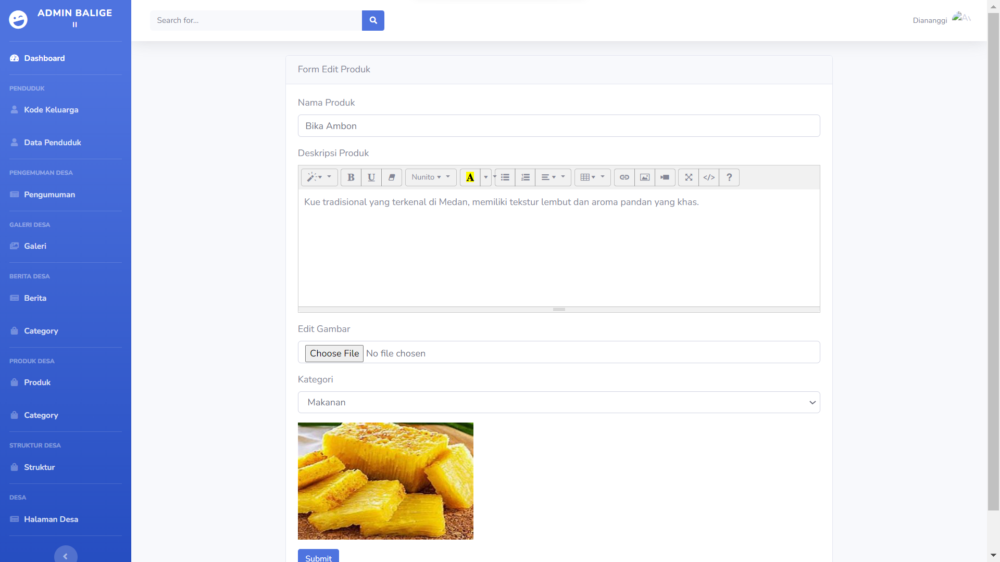 ADMIN BALIGE
II
Search for...
Diananggi
Av
Dashboard
PENDUDUK
Kode Keluarga
Data Penduduk
PENGEMUMAN DESA
Pengumuman
GALERI DESA
Galeri
BERITA DESA
Berita
Category
PRODUK DESA
Produk
Category
STRUKTUR DESA
Struktur
DESA
Halaman Desa
Form Edit Produk
Nama Produk
Bika Ambon
Deskripsi Produk
B U Nunito A </> ?
Kue tradisional yang terkenal di Medan, memiliki tekstur lembut dan aroma pandan yang khas.
Edit Gambar
Choose File No file chosen
Kategori
Makanan
Submit